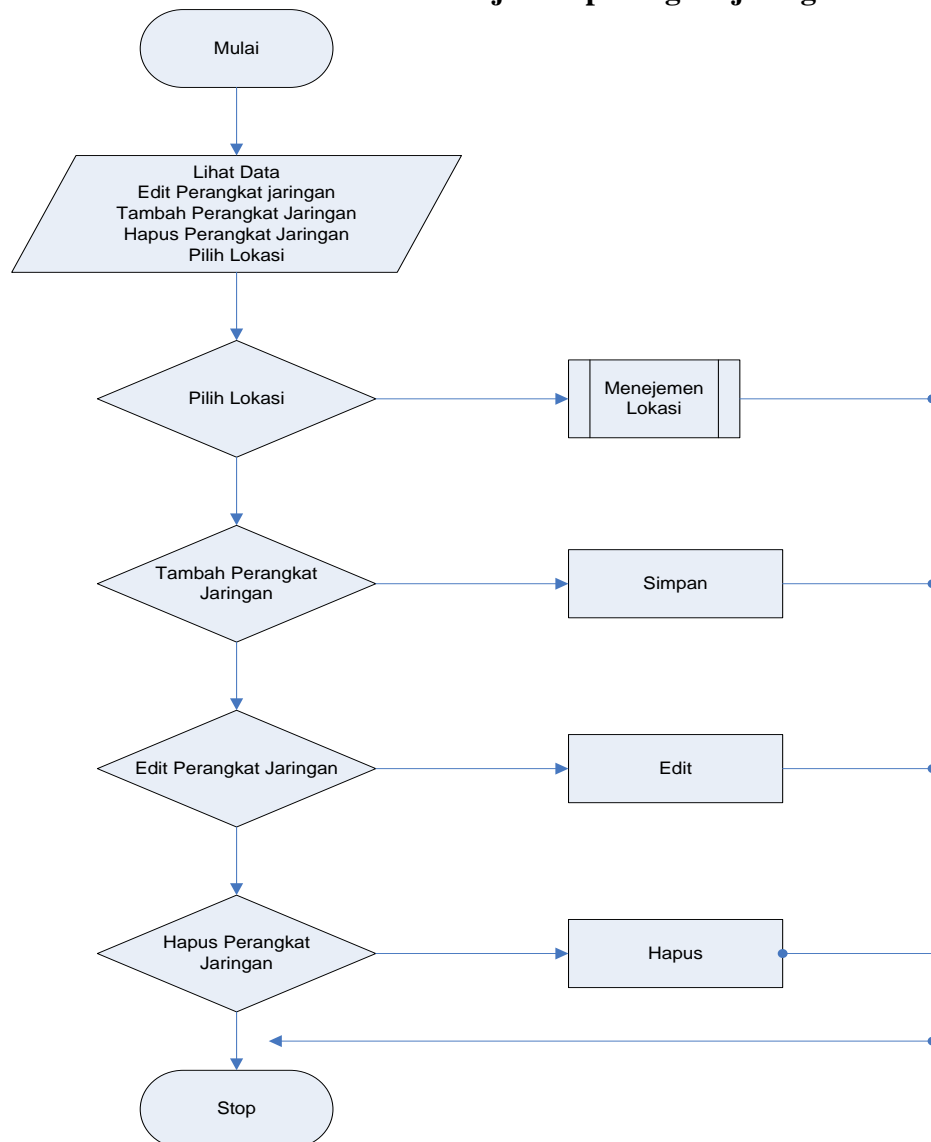 Mulai
Lihat Data
Edit Perangkat jaringan
Tambah Perangkat Jaringan
Hapus Perangkat Jaringan
Pilih Lokasi
Pilih Lokasi
Menejemen
Lokasi
Tambah Perangkat
Jaringan
Simpan
Edit Perangkat Jaringan
Edit
Hapus Perangkat
Jaringan
Hapus
Stop